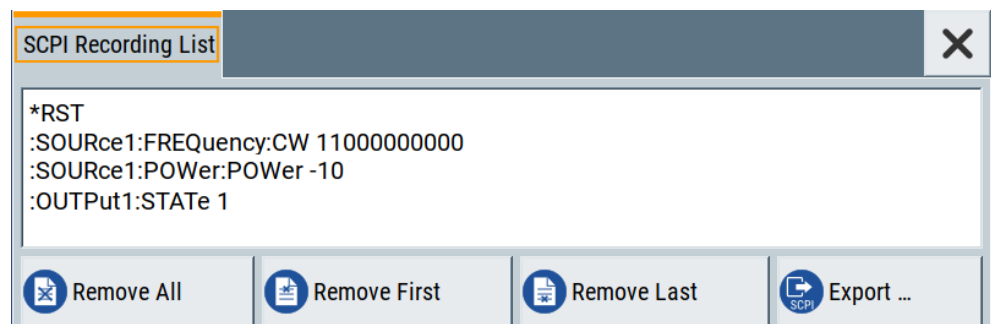 SCPI Recording List
*RST
:SOURce1:FREQuency:CW 11000000000
:SOURce1:POWer:POWer -10
:OUTPut1:STATe 1
Remove All
Remove First
Remove Last
SCPI
Export ...